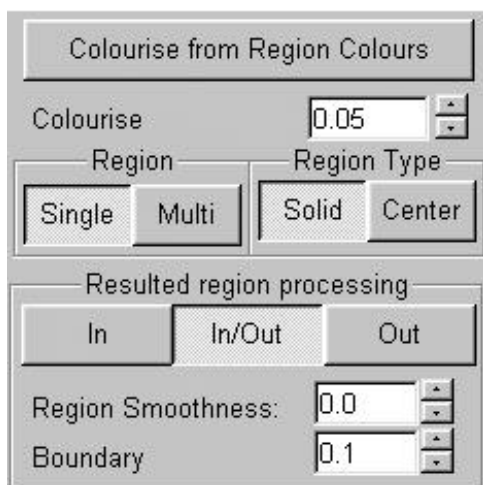 Colourise from Region Colours
Colourise 0.05
Region Region Type
Single Multi Solid Center
Resulted region processing
In In/Out Out
Region Smoothness: 0.0
Boundary 0.1